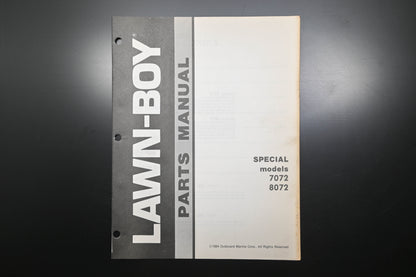 LAWN-BOY
PARTS MANUAL
SPECIAL
models
7072
8072
©1984 Outboard Marine Corp., All Rights Reserved